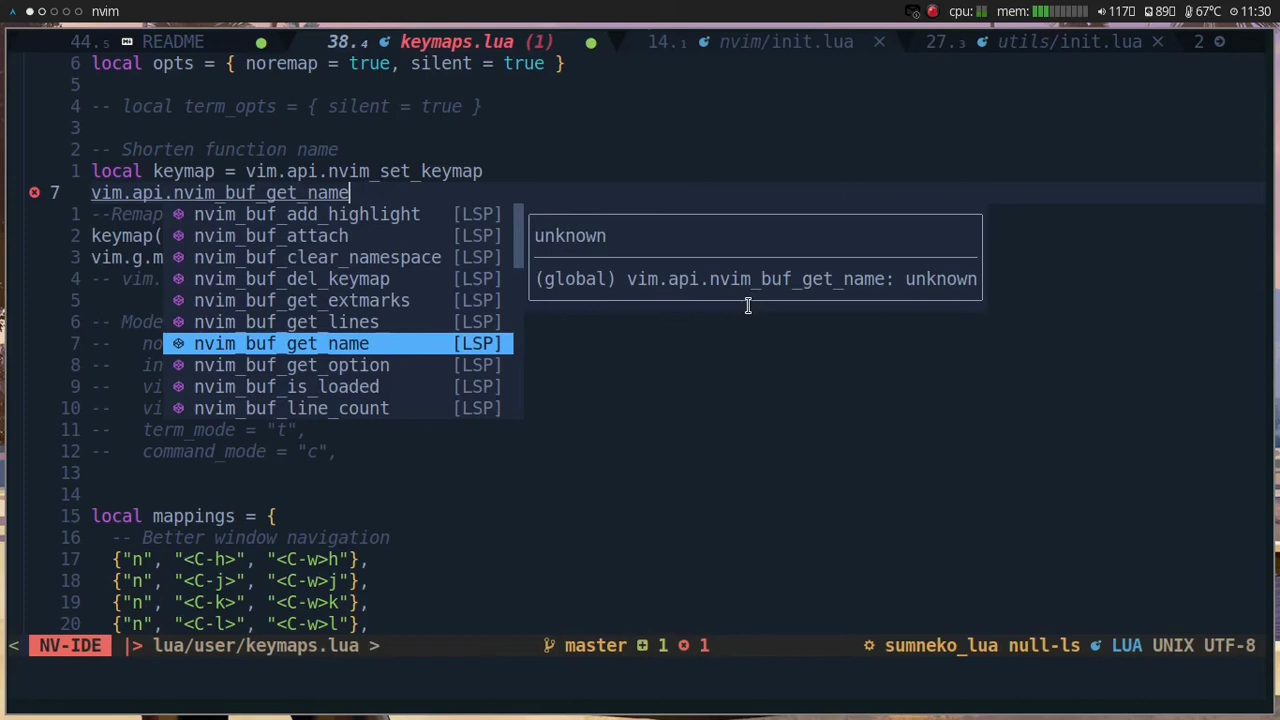 nvim cpu: mem: 117 89 67°C 11:30
44.5 README 38.4 keymaps.lua (1) 14.1 nvim/init.lua 27.3 utils/init.lua 2
6 local opts = { noremap = true, silent = true }
5
4 -- local term_opts = { silent = true }
3
2 -- Shorten function name
1 local keymap = vim.api.nvim_set_keymap
7 vim.api.nvim_buf_get_name
1 --Remap nvim_buf_add_highlight [LSP]
2 keymap( nvim_buf_attach [LSP] unknown
3 vim.g.m nvim_buf_clear_namespace [LSP]
4 -- vim. nvim_buf_del_keymap [LSP] (global) vim.api.nvim_buf_get_name: unknown
5 nvim_buf_get_extmarks [LSP]
6 -- Mode nvim_buf_get_lines [LSP]
7 -- no nvim_buf_get_name [LSP]
8 -- in nvim_buf_get_option [LSP]
9 -- vi nvim_buf_is_loaded [LSP]
10 -- vi nvim_buf_line_count [LSP]
11 -- term_mode = "t",
12 -- command_mode = "c",
13
14
15 local mappings = {
16 -- Better window navigation
17 {"n", "<C-h>", "<C-w>h"},
18 {"n", "<C-j>", "<C-w>j"},
19 {"n", "<C-k>", "<C-w>k"},
20 {"n", "<C-l>", "<C-w>l"},
< NV-IDE |> lua/user/keymaps.lua > master 1 1 sumneko_lua null-ls LUA UNIX UTF-8